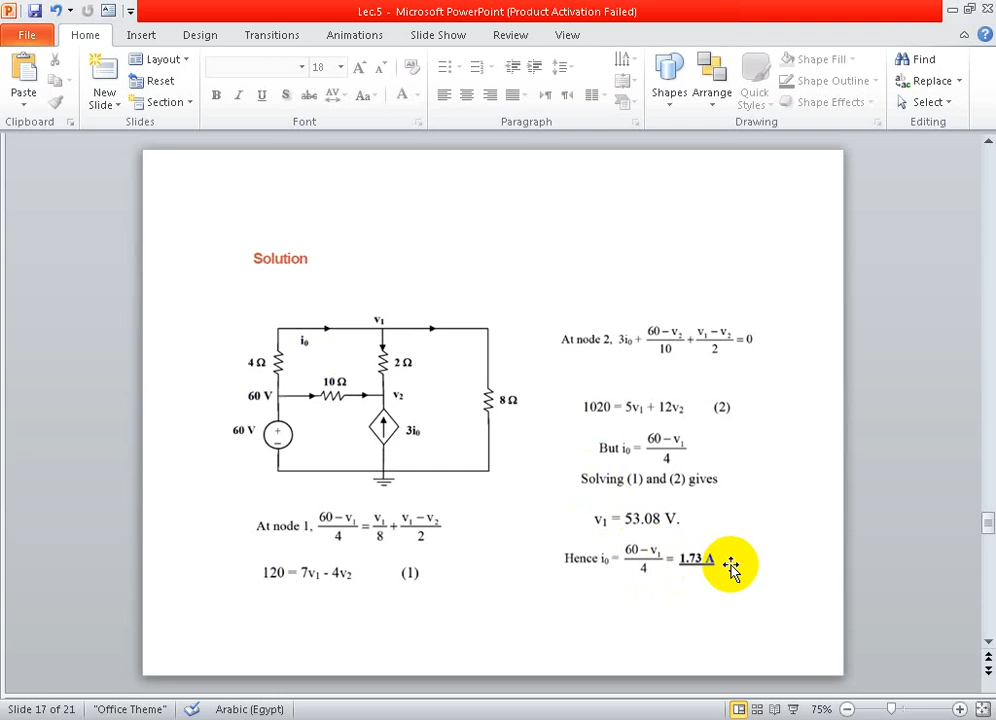 Lec.5 - Microsoft PowerPoint (Product Activation Failed)
File Home Insert Design Transitions Animations Slide Show Review View
Paste
Clipboard
New Slide
Layout
Reset
Section
Slides
18
B I U S abc AV Aa A
Font
Paragraph
Shapes
Arrange
Quick Styles
Shape Fill
Shape Outline
Shape Effects
Drawing
Find
Replace
Select
Editing
Solution
v₁
i₀
4 Ω
2 Ω
10 Ω
60 V
v₂
8 Ω
60 V
+
−
3i₀
At node 1, (60 − v₁)/4 = v₁/8 + (v₁ − v₂)/2
120 = 7v₁ - 4v₂ (1)
At node 2, 3i₀ + (60 − v₂)/10 + (v₁ − v₂)/2 = 0
1020 = 5v₁ + 12v₂ (2)
But i₀ = (60 − v₁)/4
Solving (1) and (2) gives
v₁ = 53.08 V.
Hence i₀ = (60 − v₁)/4 = 1.73 A
Slide 17 of 21 "Office Theme" Arabic (Egypt) 75%